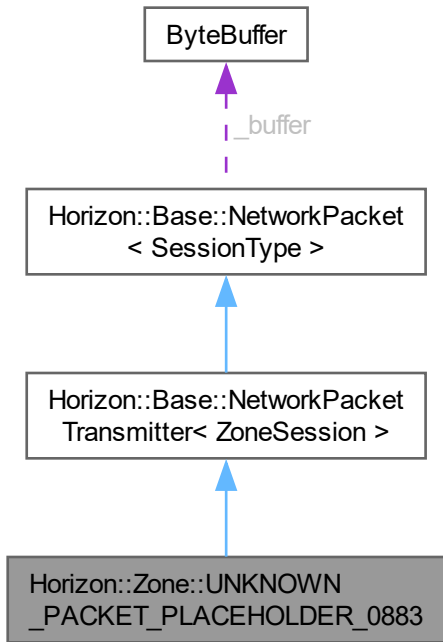 ByteBuffer
_buffer
Horizon::Base::NetworkPacket
< SessionType >
Horizon::Base::NetworkPacket
Transmitter< ZoneSession >
Horizon::Zone::UNKNOWN
_PACKET_PLACEHOLDER_0883